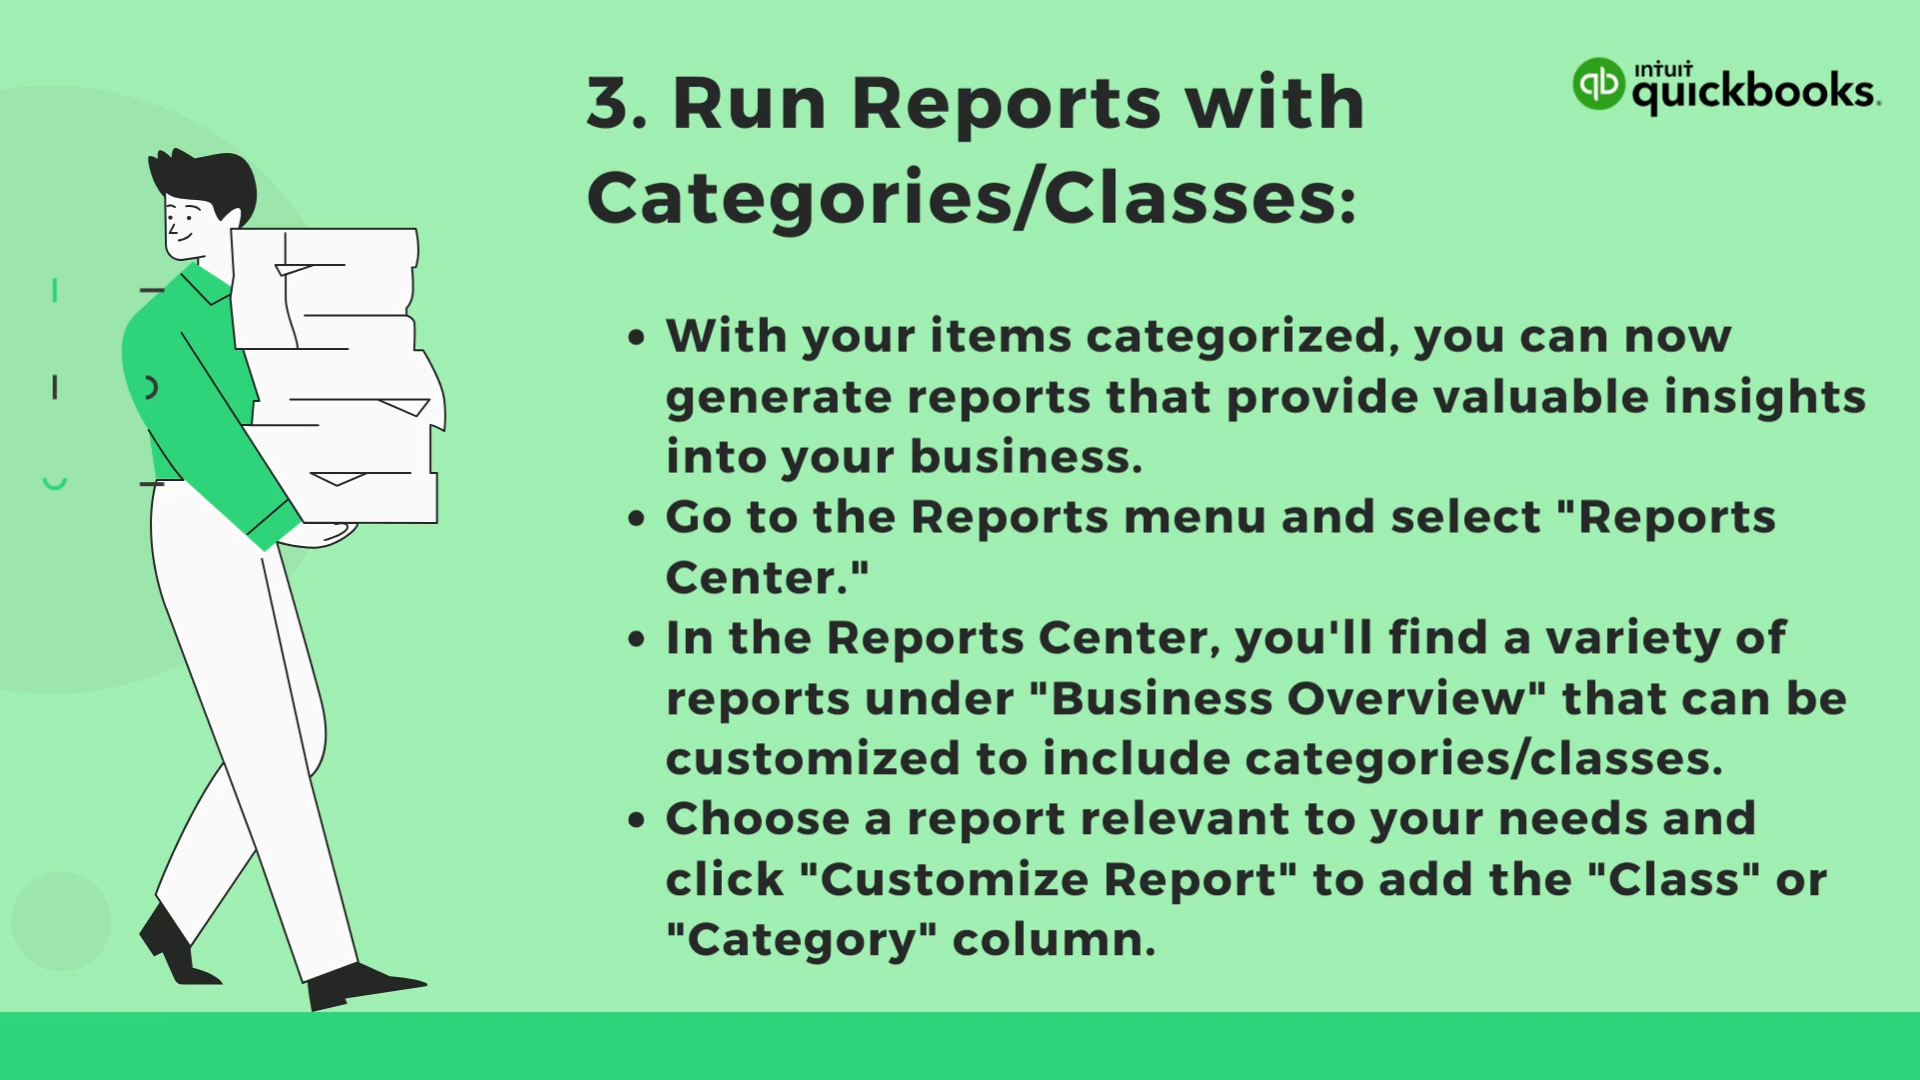 3. Run Reports with
Categories/Classes:
qb intuit quickbooks.
• With your items categorized, you can now
generate reports that provide valuable insights
into your business.
• Go to the Reports menu and select "Reports
Center."
• In the Reports Center, you'll find a variety of
reports under "Business Overview" that can be
customized to include categories/classes.
• Choose a report relevant to your needs and
click "Customize Report" to add the "Class" or
"Category" column.